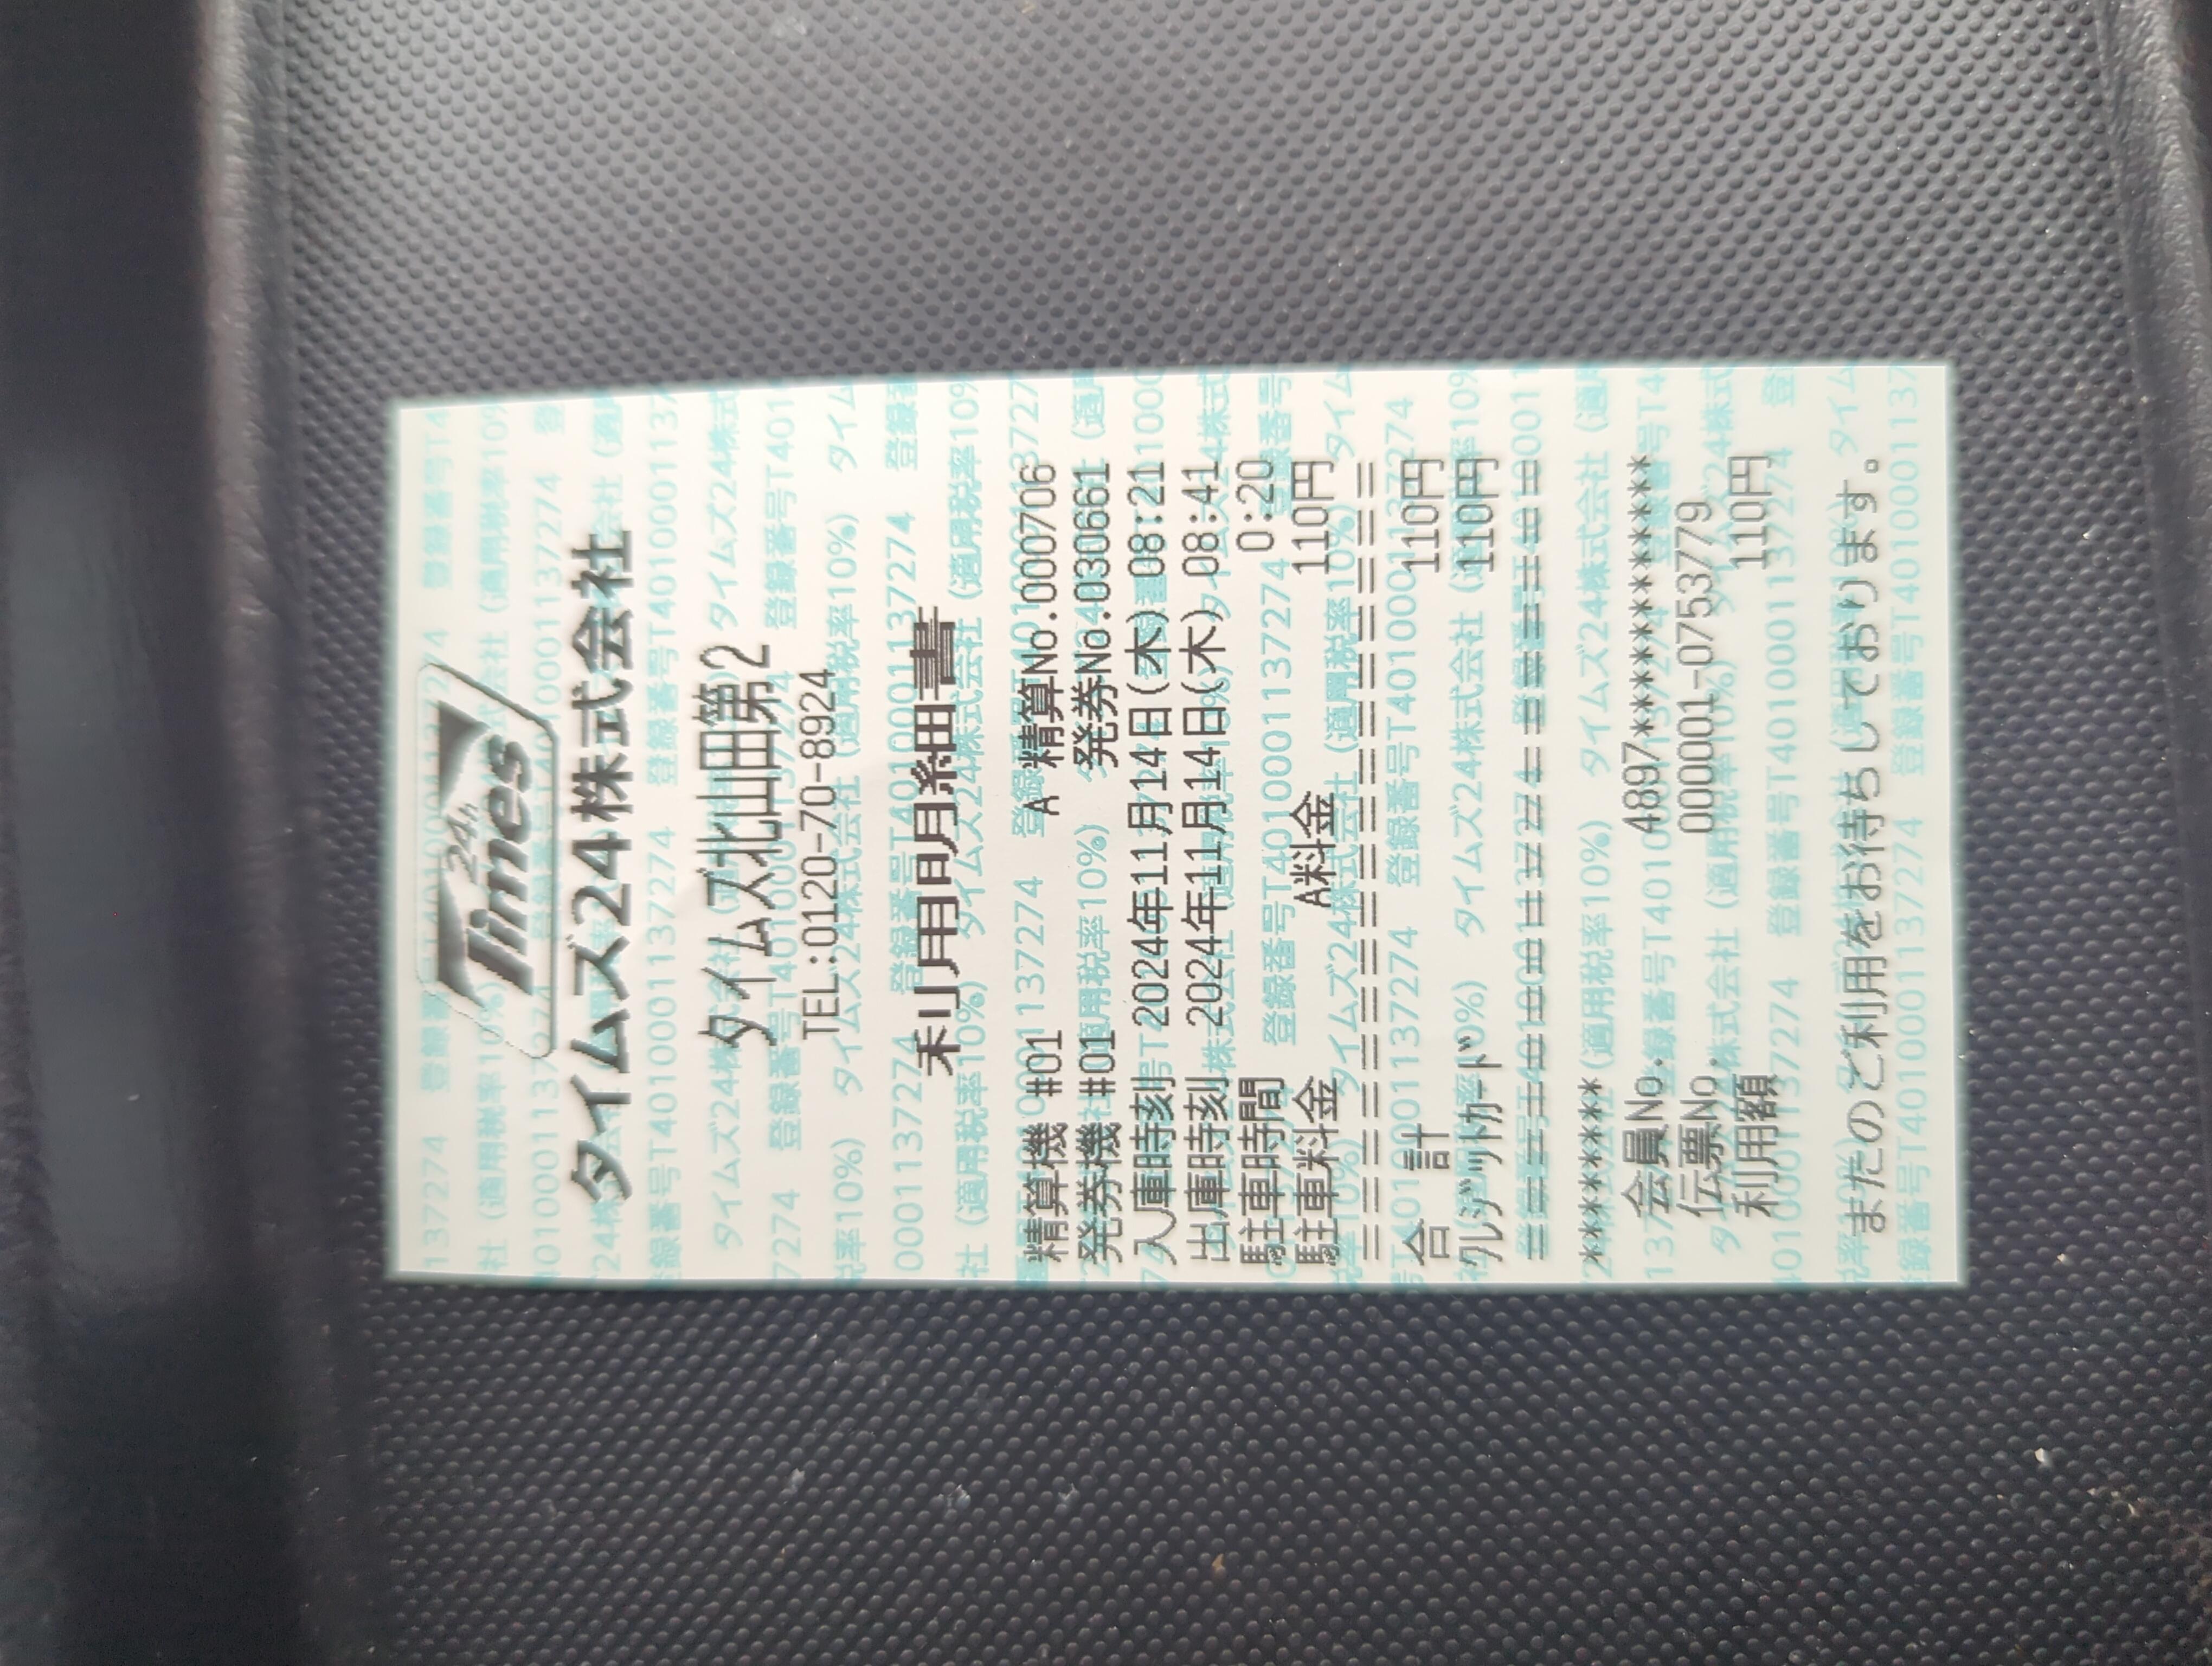 24h
Times
タイムズ24株式会社
タイムズ北山田第2
TEL:0120-70-8924
利用明細書
精算機 #01 A 精算No.0007706
発券機 #01 発券No.030661
入庫時刻 2024年11月14日(木) 08:21
出庫時刻 2024年11月14日(木) 08:41
駐車時間 0:20
駐車料金 A料金 110円
==============================
合 計 110円
クレジットカード 110円
==============================
********
会員No. 4897************
伝票No. 000001-0753779
利用額 110円
またのご利用をお待ちしております。
タイムズ24株式会社 (適用税率10%)
登録番号T4010001137274